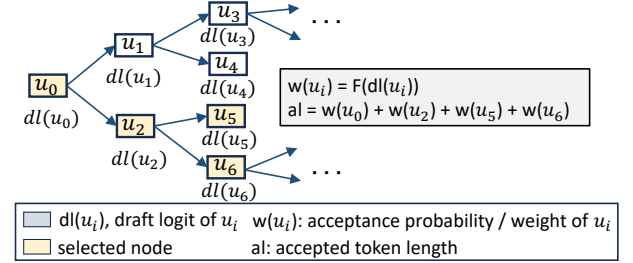 u₃
...
dl(u₃)
u₁
dl(u₁)
u₄
dl(u₄)
u₀
dl(u₀)
w(uᵢ) = F(dl(uᵢ))
al = w(u₀) + w(u₂) + w(u₅) + w(u₆)
u₂
dl(u₂)
u₅
dl(u₅)
u₆
...
dl(u₆)
dl(uᵢ), draft logit of uᵢ w(uᵢ): acceptance probability / weight of uᵢ
selected node al: accepted token length